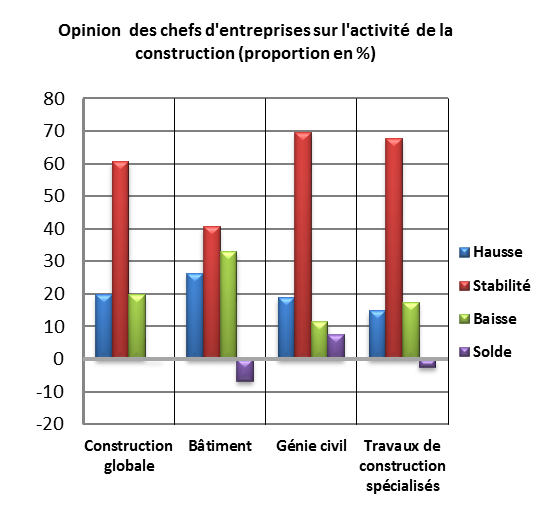 Opinion des chefs d'entreprises sur l'activité de la
construction (proportion en %)
80
70
60
50
40
30
20
10
0
-10
-20
Construction
globale
Bâtiment
Génie civil
Travaux de
construction
spécialisés
Hausse
Stabilité
Baisse
Solde